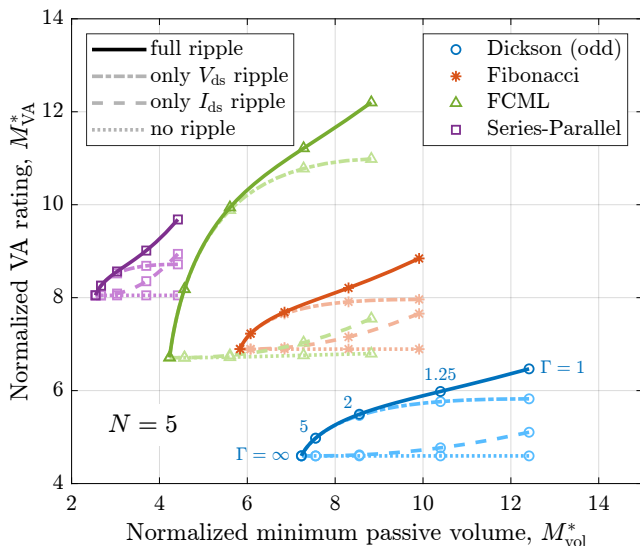 14
12
10
8
6
4
2
4
6
8
10
12
14
Normalized VA rating, M*VA
Normalized minimum passive volume, M*vol
full ripple
only Vds ripple
only Ids ripple
no ripple
Dickson (odd)
Fibonacci
FCML
Series-Parallel
N = 5
Γ = ∞
5
2
1.25
Γ = 1